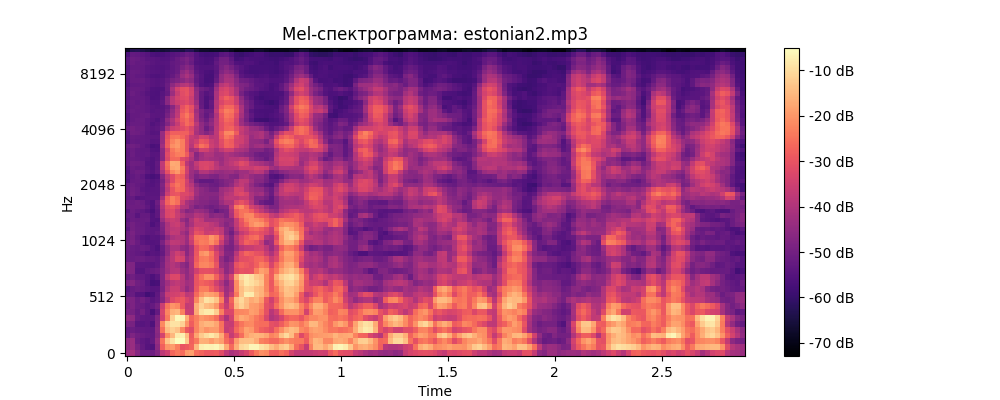 Mel-спектрограмма: estonian2.mp3
8192
4096
2048
1024
512
0
Hz
0
0.5
1
1.5
2
2.5
Time
-10 dB
-20 dB
-30 dB
-40 dB
-50 dB
-60 dB
-70 dB